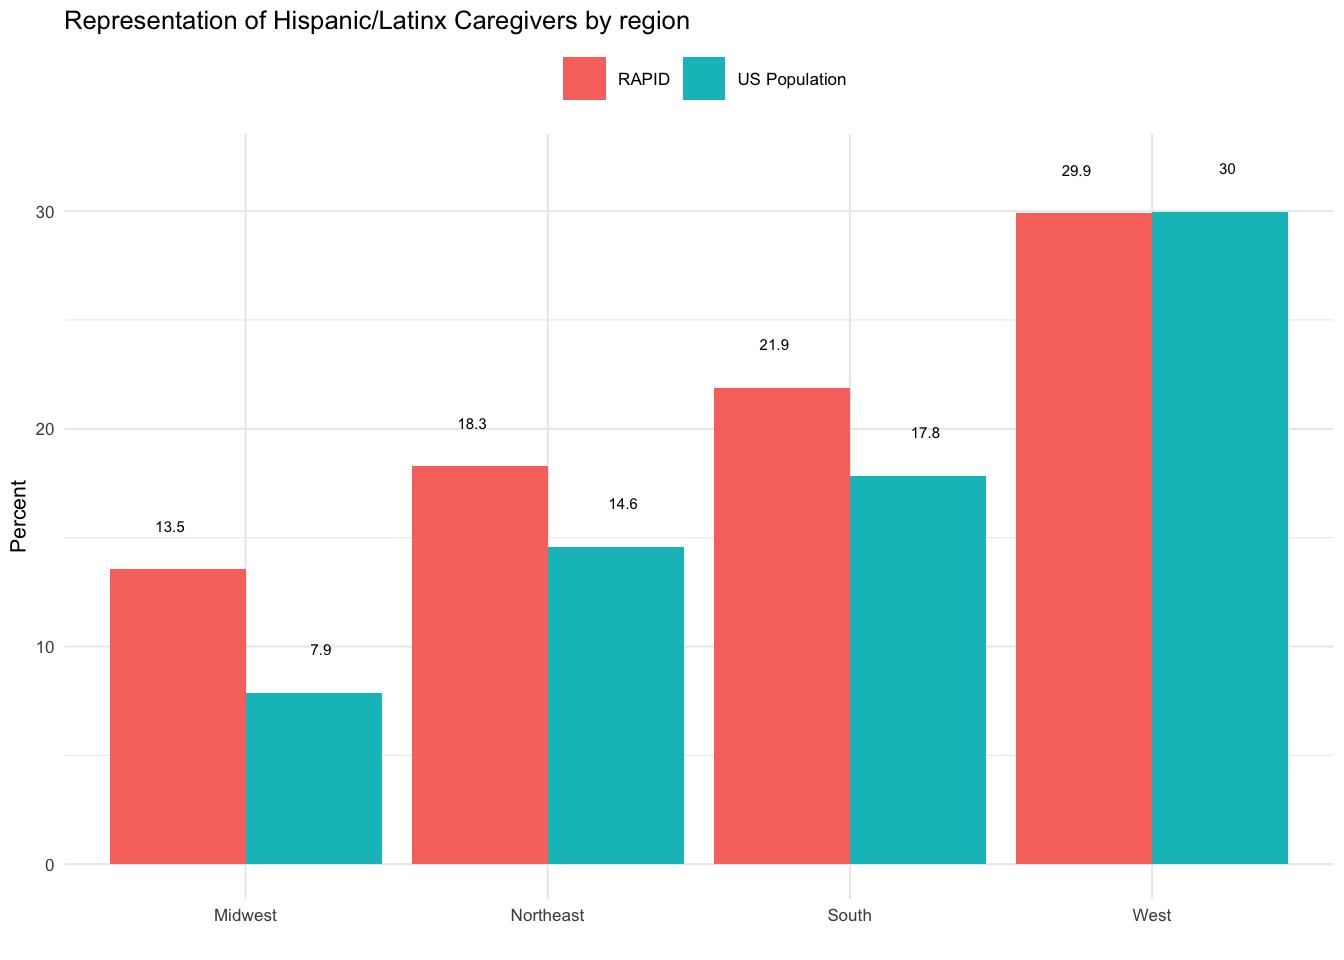 Representation of Hispanic/Latinx Caregivers by region
RAPID US Population
29.9 30
30
21.9
18.3 17.8
20
14.6
13.5
Percent
7.9
10
0
Midwest Northeast South West